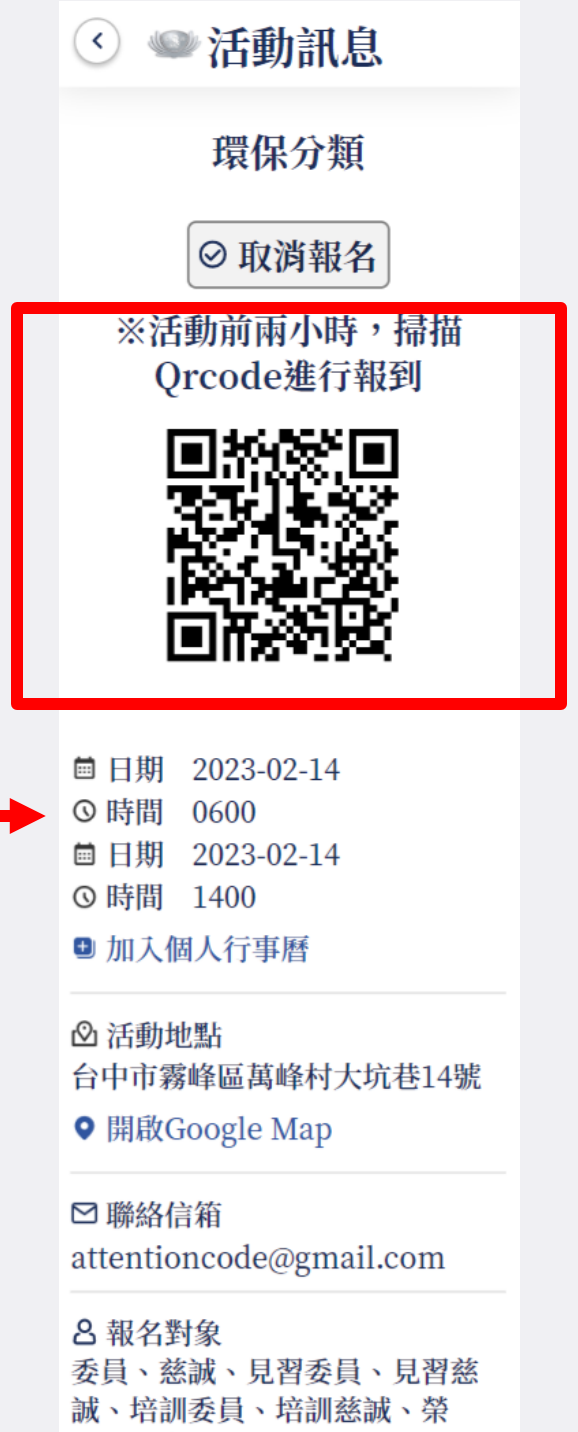 活動訊息
環保分類
取消報名
※活動前兩小時，掃描
Qrcode進行報到
日期 2023-02-14
時間 0600
日期 2023-02-14
時間 1400
加入個人行事曆
活動地點
台中市霧峰區萬峰村大坑巷14號
開啟Google Map
聯絡信箱
attentioncode@gmail.com
報名對象
委員、慈誠、見習委員、見習慈
誠、培訓委員、培訓慈誠、榮